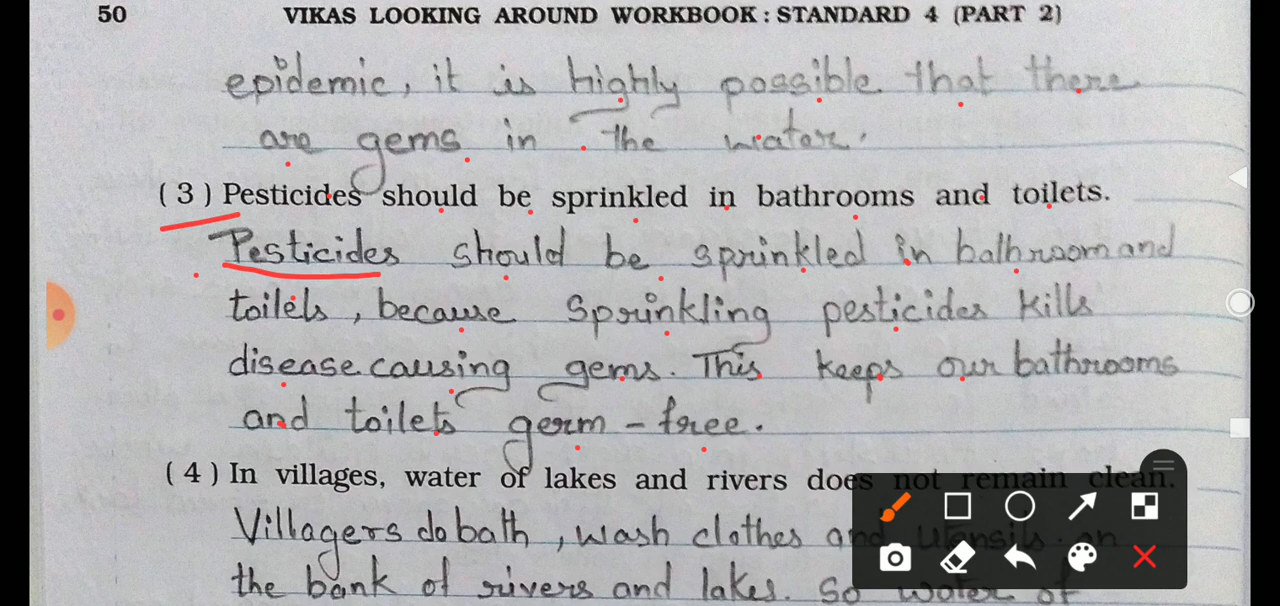 50 VIKAS LOOKING AROUND WORKBOOK : STANDARD 4 (PART 2)
epidemic, it is highly possible that there
are gems in the water.
( 3 ) Pesticides should be sprinkled in bathrooms and toilets.
Pesticides should be sprinkled in bathroom and
toilets, because sprinkling pesticides kills
disease causing gems. This keeps our bathrooms
and toilets germ - free.
( 4 ) In villages, water of lakes and rivers does not remain clean.
Villagers do bath, wash clothes and utensils on
the bank of rivers and lakes. So water of